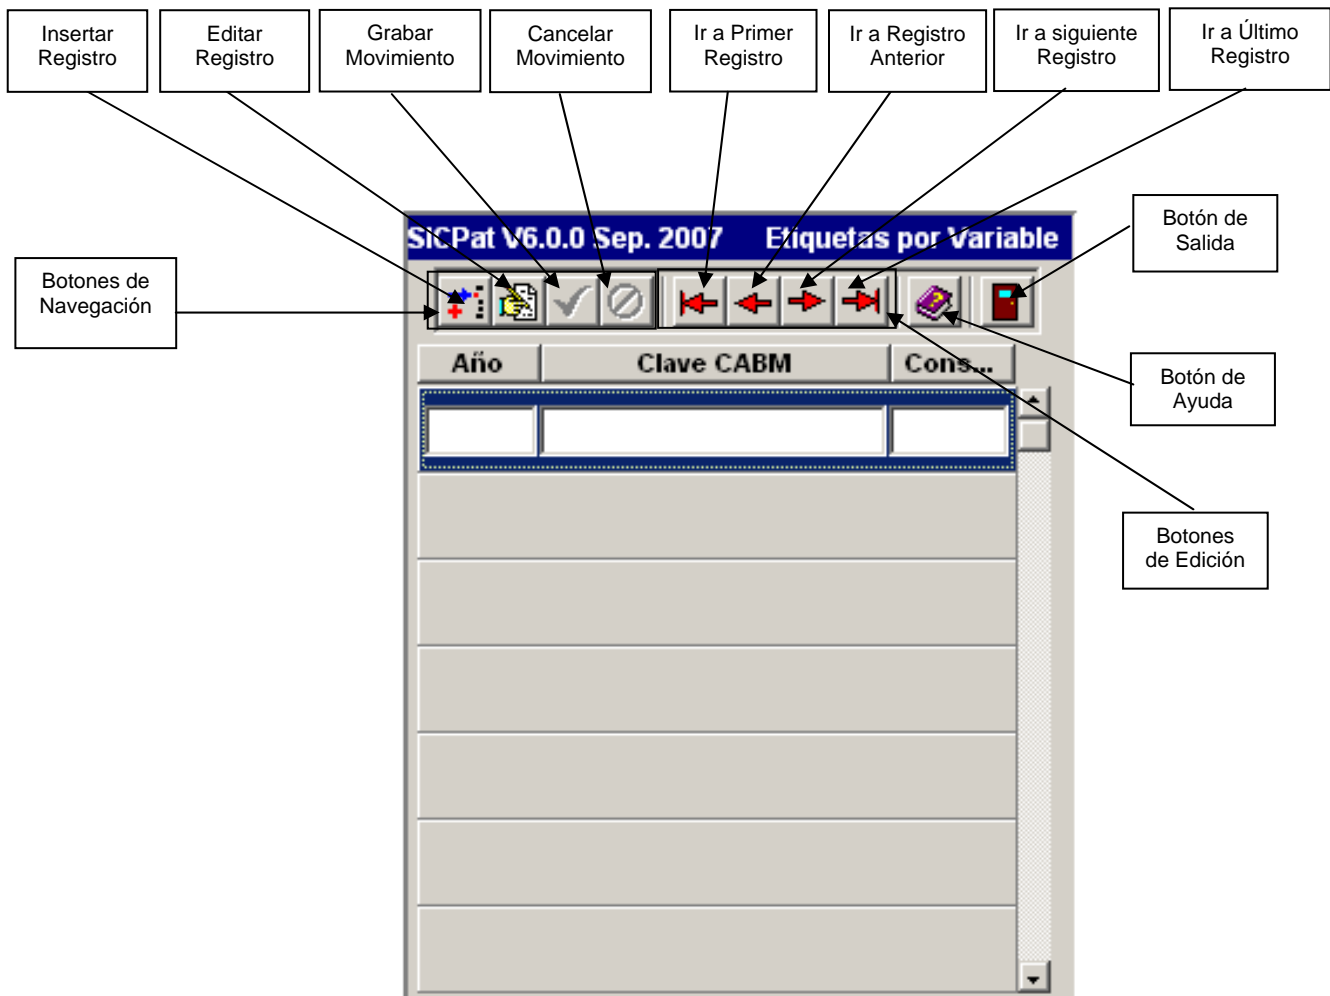 Insertar
Registro
Editar
Registro
Grabar
Movimiento
Cancelar
Movimiento
Ir a Primer
Registro
Ir a Registro
Anterior
Ir a siguiente
Registro
Ir a Último
Registro
Botón de
Salida
SiCPat V6.0.0 Sep. 2007 Etiquetas por Variable
Botones de
Navegación
Año Clave CABM Cons...
Botón de
Ayuda
Botones
de Edición